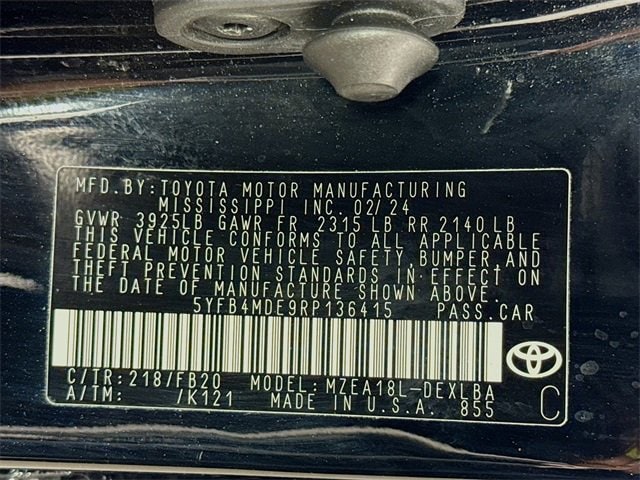 MFD.BY:TOYOTA MOTOR MANUFACTURING
MISSISSIPPI INC. 02/24
GVWR 3925LB GAWR FR 2315 LB RR 2140 LB
THIS VEHICLE CONFORMS TO ALL APPLICABLE
FEDERAL MOTOR VEHICLE SAFETY, BUMPER AND
THEFT PREVENTION STANDARDS IN EFFECT ON
THE DATE OF MANUFACTURE SHOWN ABOVE.
5YFB4MDE9RP136415 PASS.CAR
C/TR:218/FB20 MODEL:MZEA18L-DEXLBA
A/TM: /K121 MADE IN U.S.A. 855
C